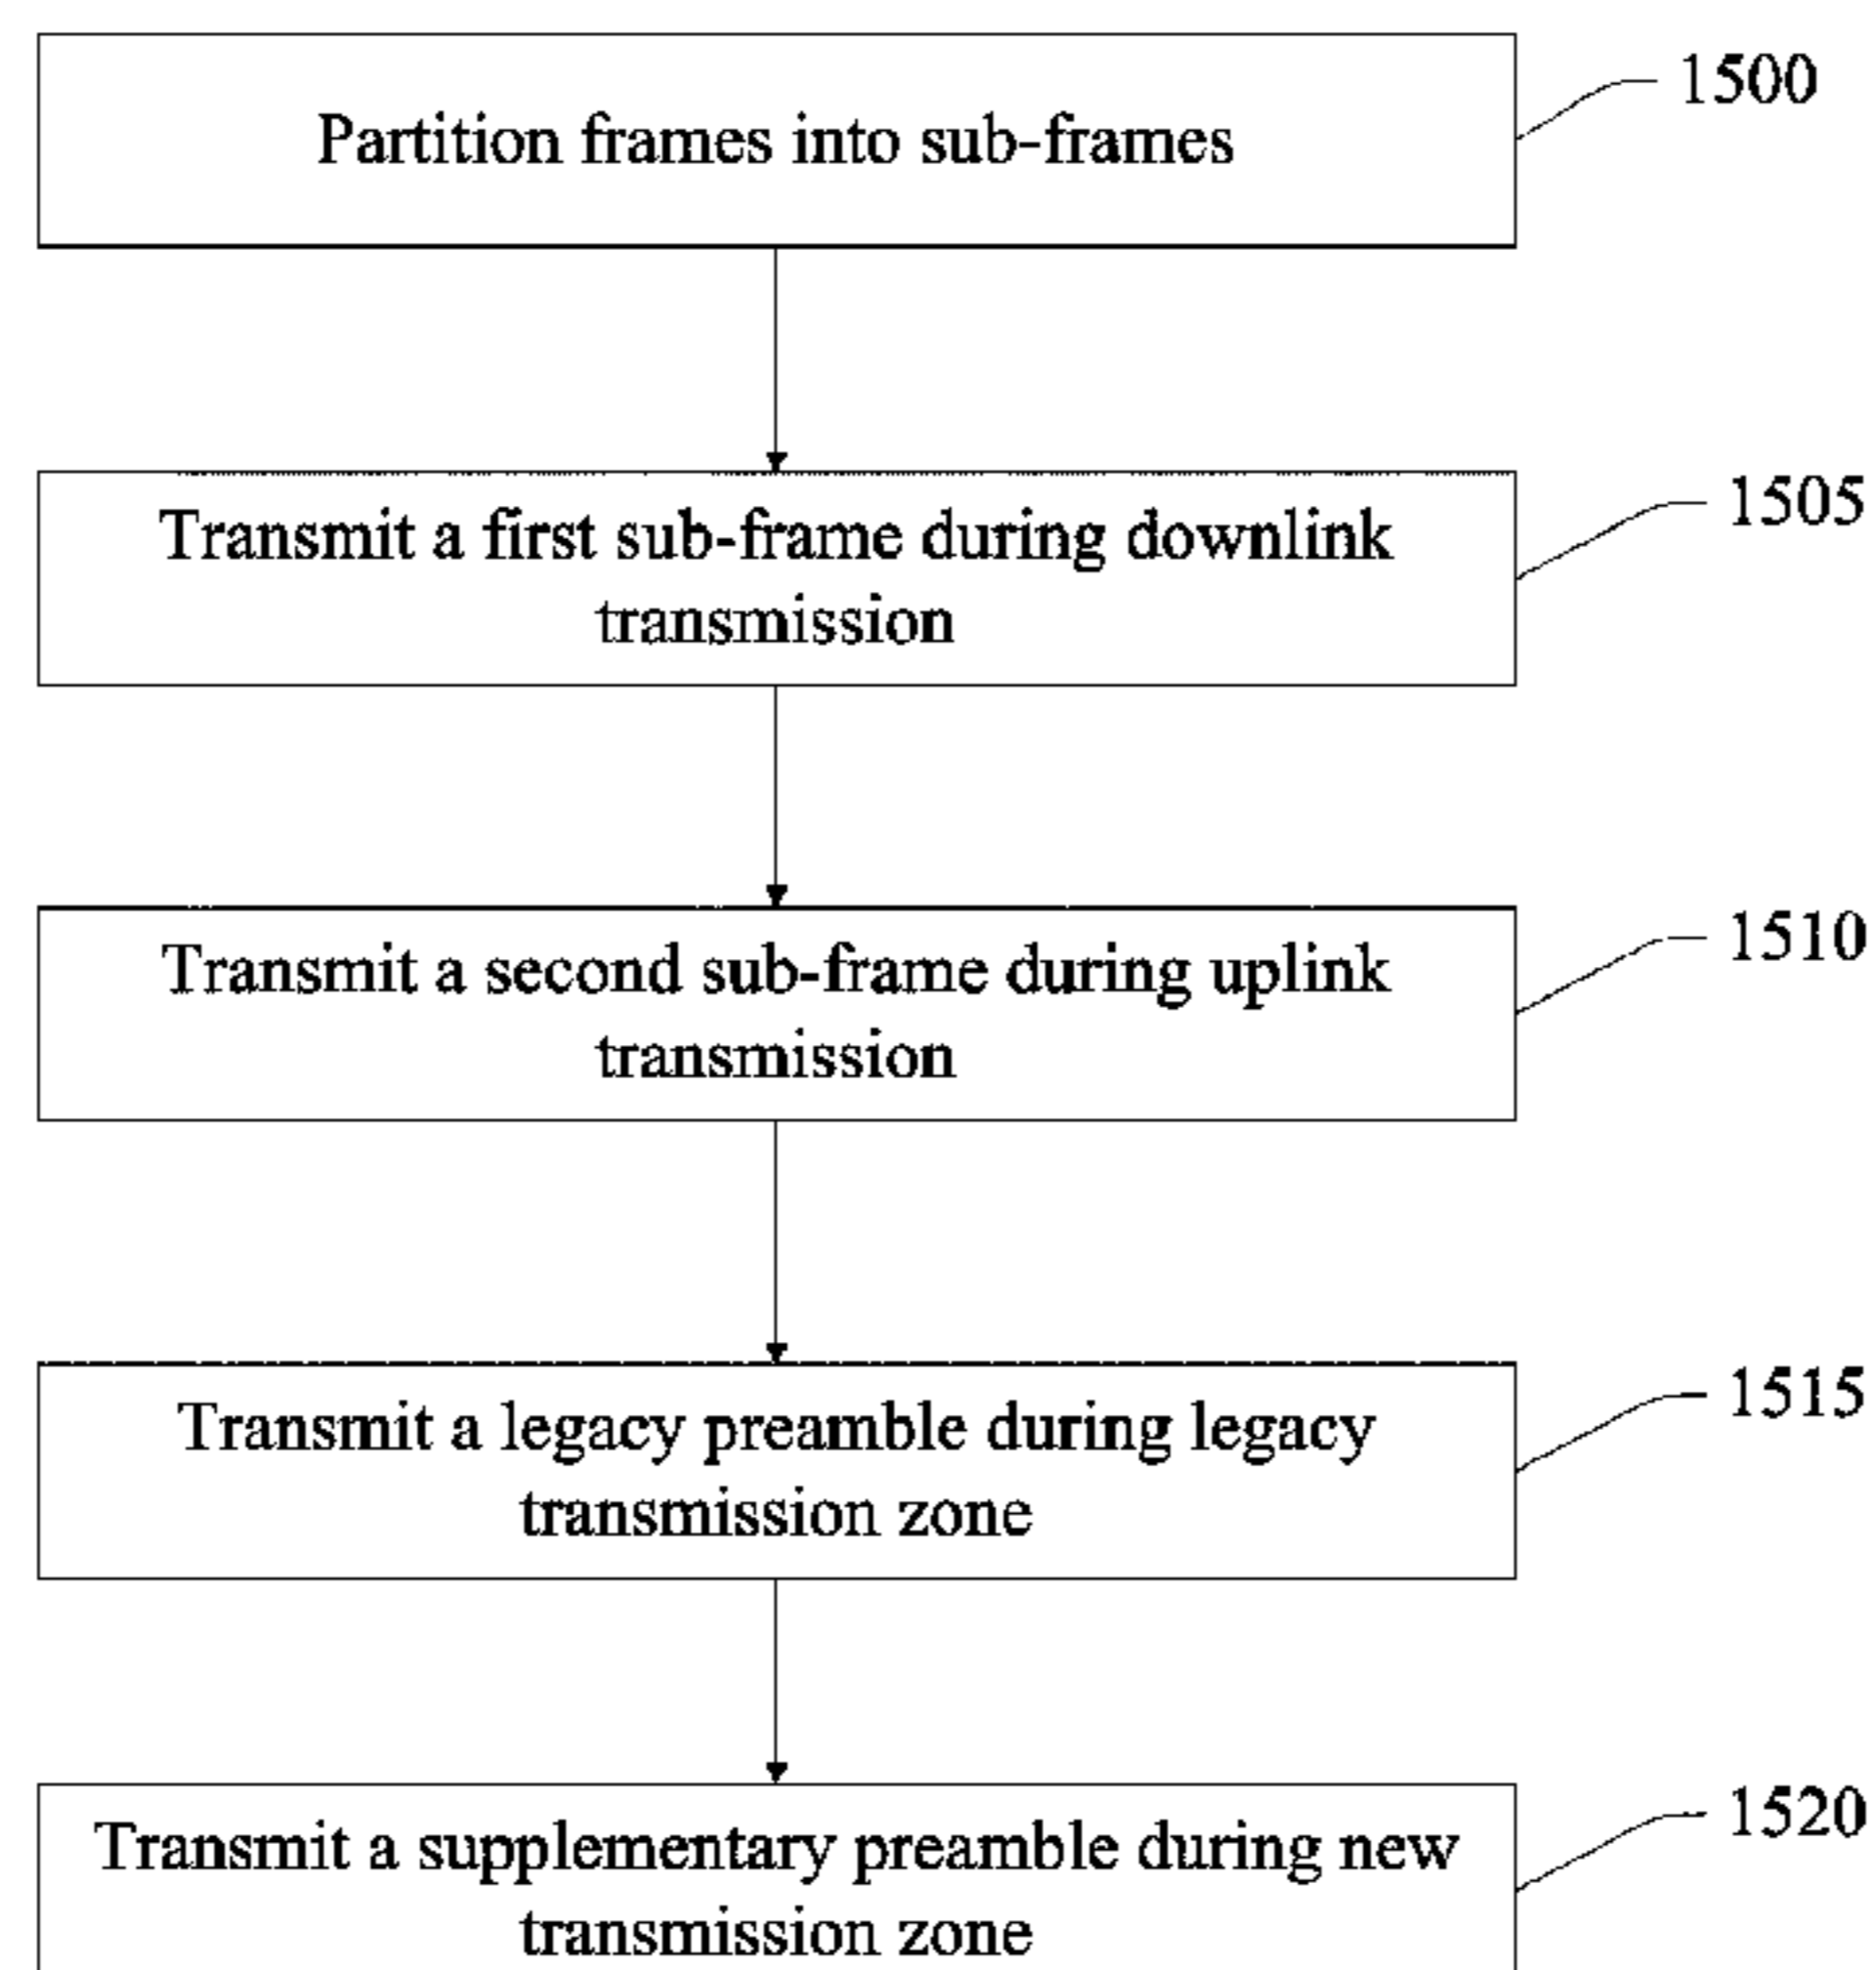 Partition frames into sub-frames
1500
Transmit a first sub-frame during downlink
transmission
1505
Transmit a second sub-frame during uplink
transmission
1510
Transmit a legacy preamble during legacy
transmission zone
1515
Transmit a supplementary preamble during new
transmission zone
1520